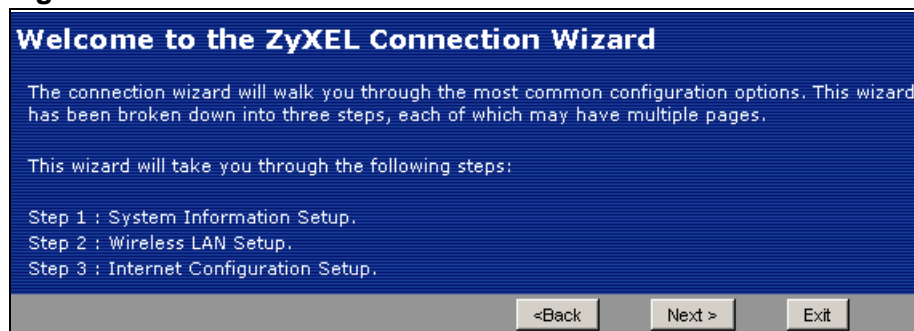 Welcome to the ZyXEL Connection Wizard
The connection wizard will walk you through the most common configuration options. This wizard
has been broken down into three steps, each of which may have multiple pages.
This wizard will take you through the following steps:
Step 1 : System Information Setup.
Step 2 : Wireless LAN Setup.
Step 3 : Internet Configuration Setup.
<Back Next > Exit